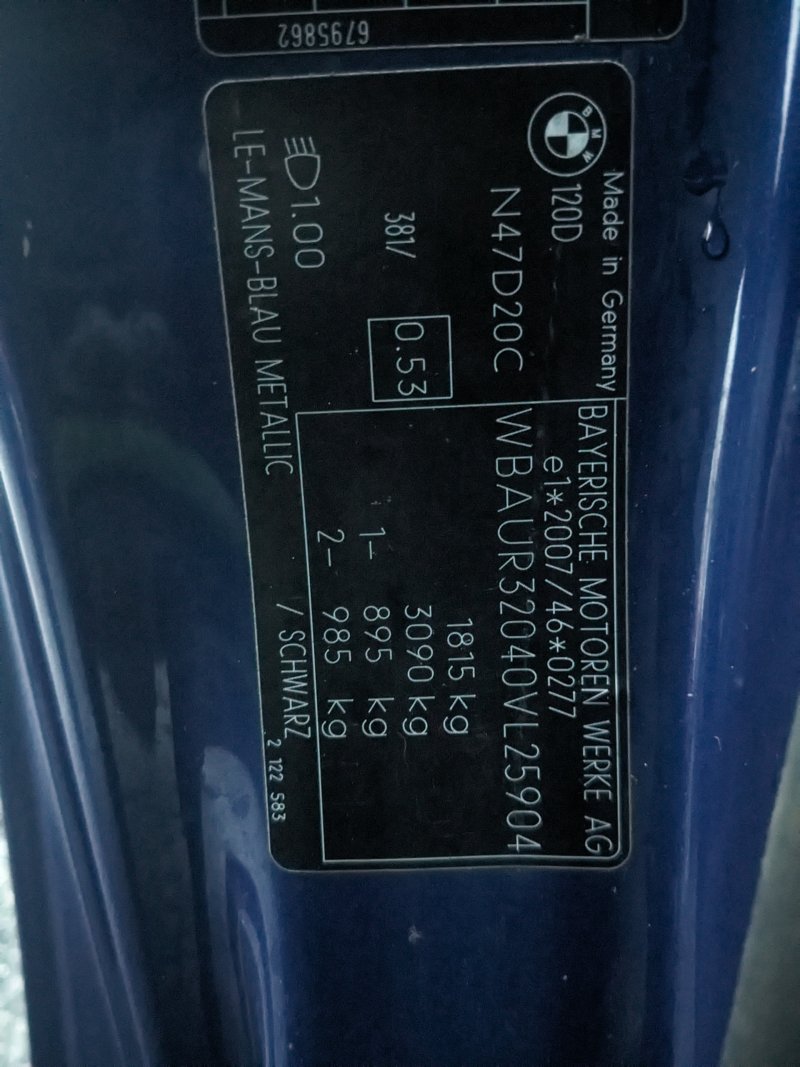 6795862
BMW
Made in Germany
BAYERISCHE MOTOREN WERKE AG
120D
e1*2007/46*0277
N47D20C
WBAUR32040VL25904
1815 kg
3090 kg
381/
0.53
1- 895 kg
2- 985 kg
1.00
LE-MANS-BLAU METALLIC / SCHWARZ
2 122 583